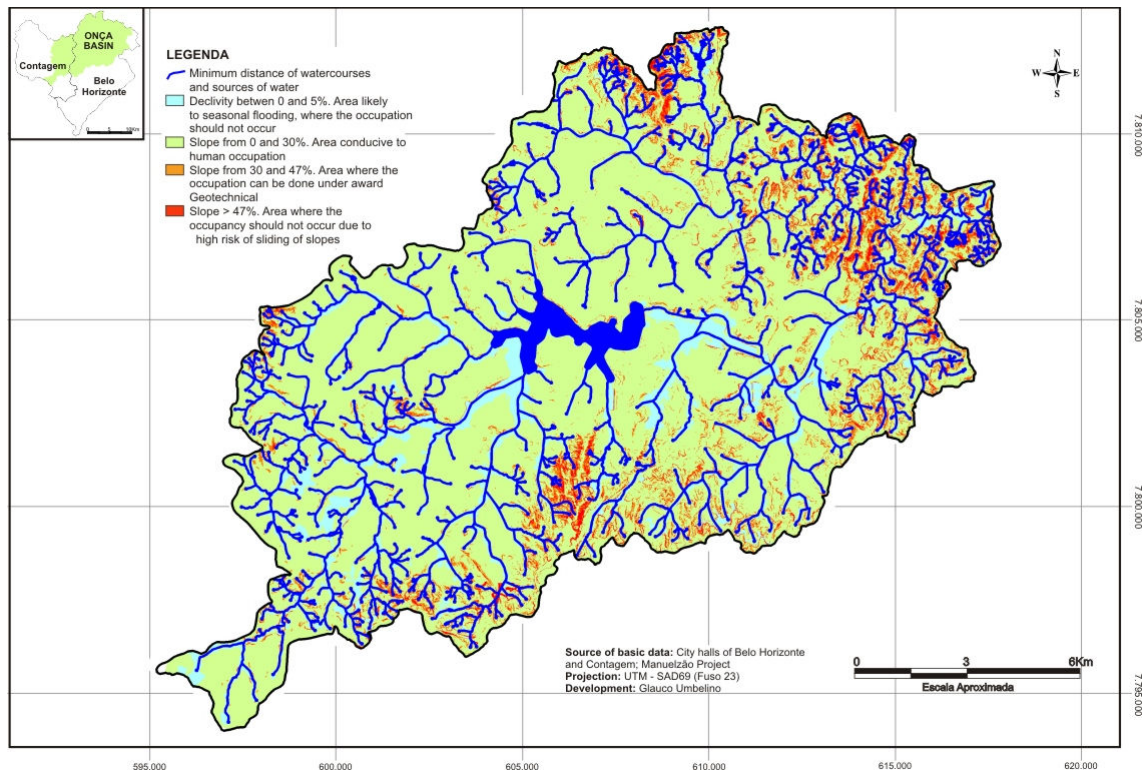 ONÇA
BASIN
Contagem
Belo
Horizonte
0 5 10Km
LEGENDA
Minimum distance of watercourses
and sources of water
Declivity betwen 0 and 5%. Area likely
to seasonal flooding, where the occupation
should not occur
Slope from 0 and 30%. Area conducive to
human occupation
Slope from 30 and 47%. Area where the
occupation can be done under award
Geotechnical
Slope > 47%. Area where the
occupancy should not occur due to
high risk of sliding of slopes
N
W E
S
7.810.000
7.805.000
7.800.000
7.795.000
Source of basic data: City halls of Belo Horizonte
and Contagem; Manuelzão Project
Projection: UTM - SAD69 (Fuso 23)
Development: Glauco Umbelino
0 3 6Km
Escala Aproximada
595.000 600.000 605.000 610.000 615.000 620.000